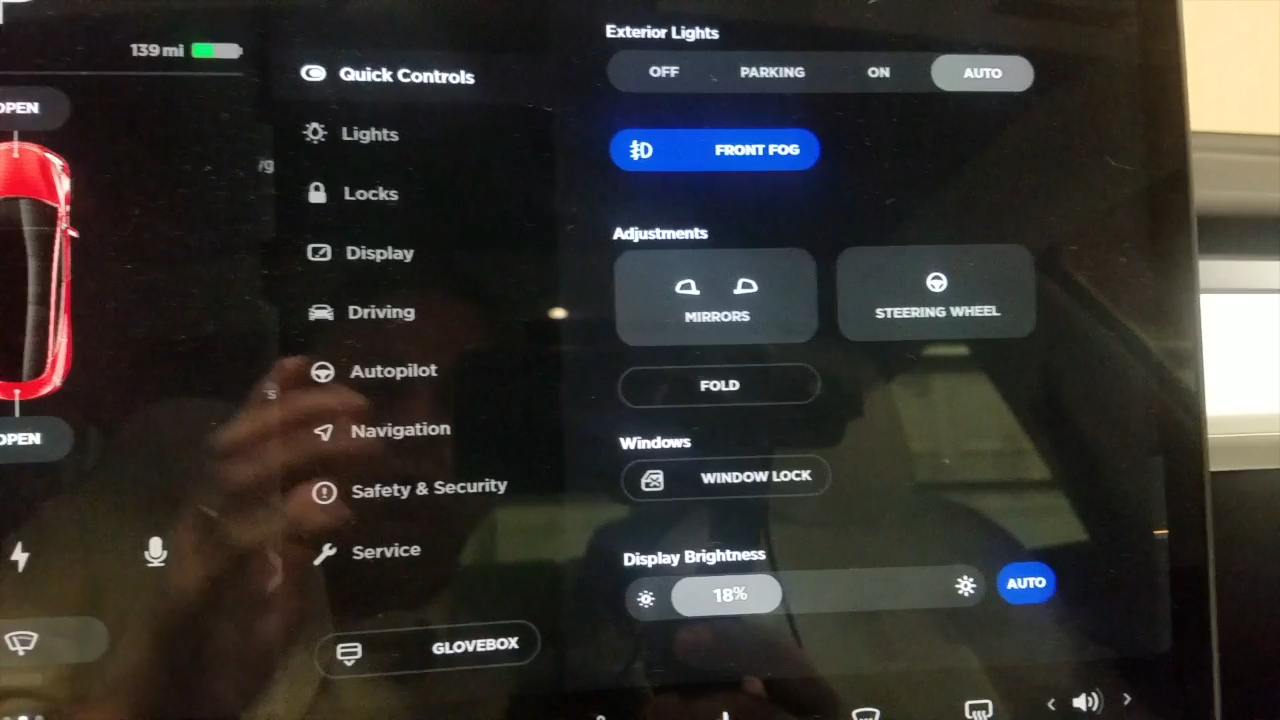 P
139 mi
OPEN
OPEN
Quick Controls
Lights
Locks
Display
Driving
Autopilot
Navigation
Safety & Security
Service
GLOVEBOX
Exterior Lights
OFF PARKING ON AUTO
FRONT FOG
Adjustments
MIRRORS STEERING WHEEL
FOLD
Windows
WINDOW LOCK
Display Brightness
18% AUTO